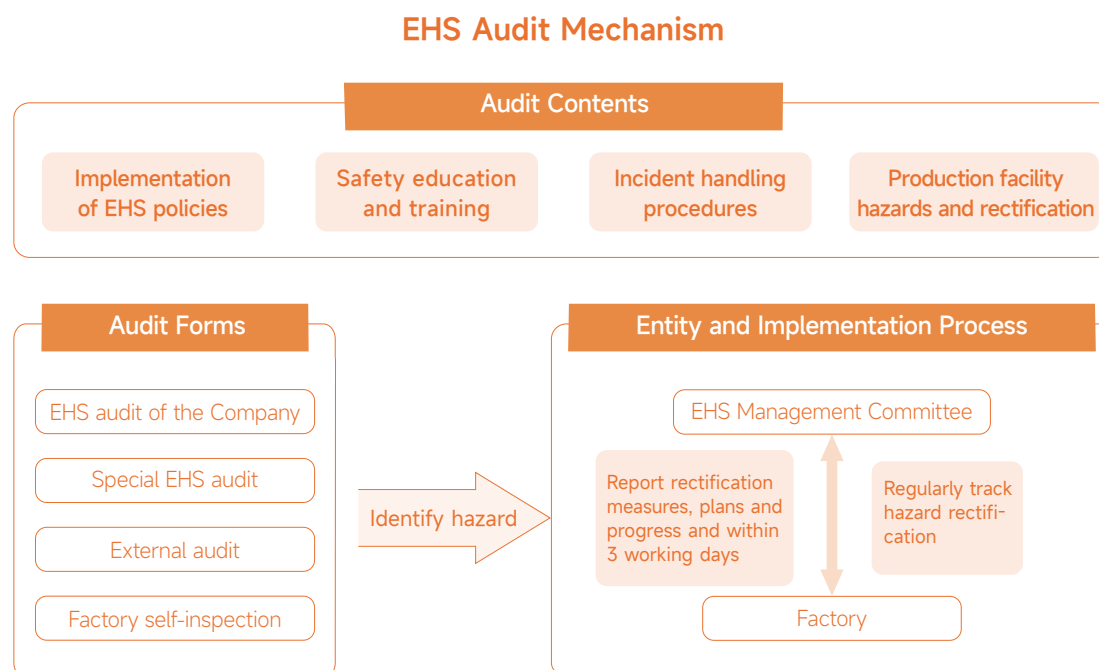 EHS Audit Mechanism
Audit Contents
Implementation
of EHS policies
Safety education
and training
Incident handling
procedures
Production facility
hazards and rectification
Audit Forms
EHS audit of the Company
Special EHS audit
External audit
Factory self-inspection
Identify hazard
Entity and Implementation Process
EHS Management Committee
Report rectification
measures, plans and
progress and within
3 working days
Regularly track
hazard rectifi-
cation
Factory